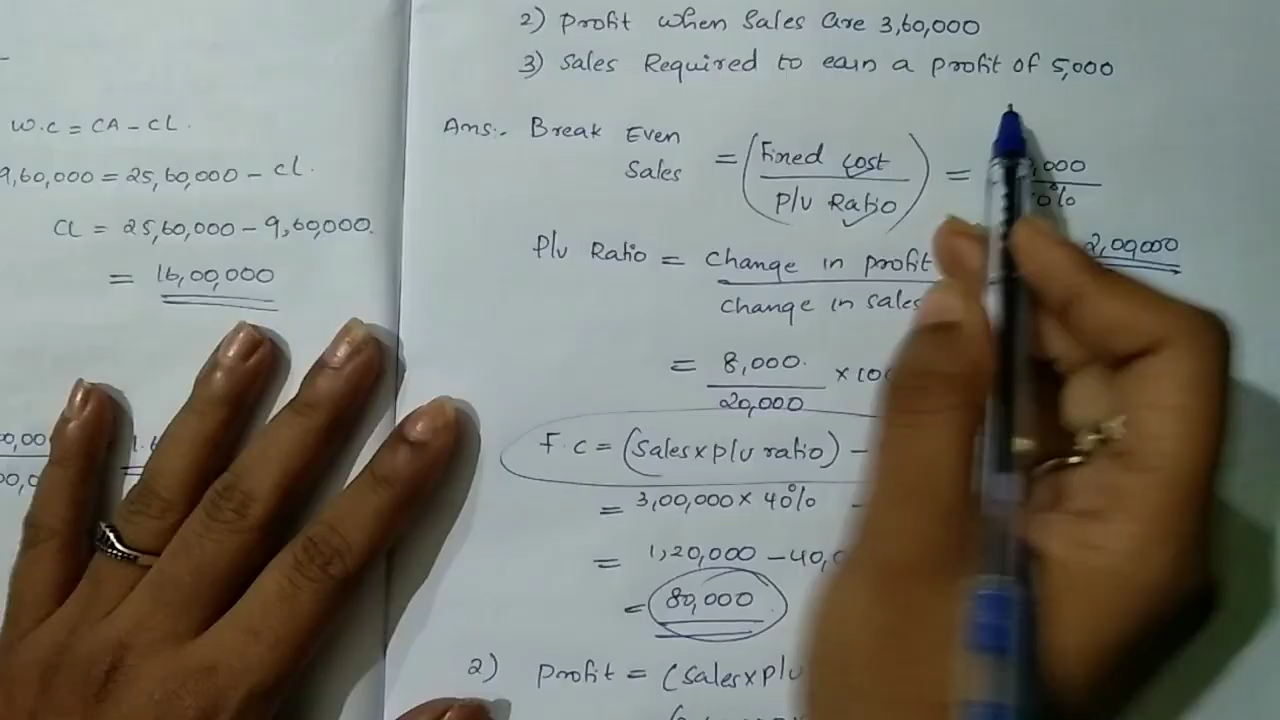 W.C = CA - CL.
9,60,000 = 25,60,000 - CL.
CL = 25,60,000 - 9,60,000.
= 16,00,000
2) Profit when Sales are 3,60,000
3) Sales Required to earn a profit of 5,000
Ans:- Break Even Sales = (Fixed cost / P/v Ratio) =
2,00,000
P/v Ratio = Change in profit / Change in sales
= 8,000. / 20,000
F.C = (Sales x p/v ratio) -
= 3,00,000 x 40% -
= 1,20,000 -
= 80,000
2) Profit = (Sales x p/v